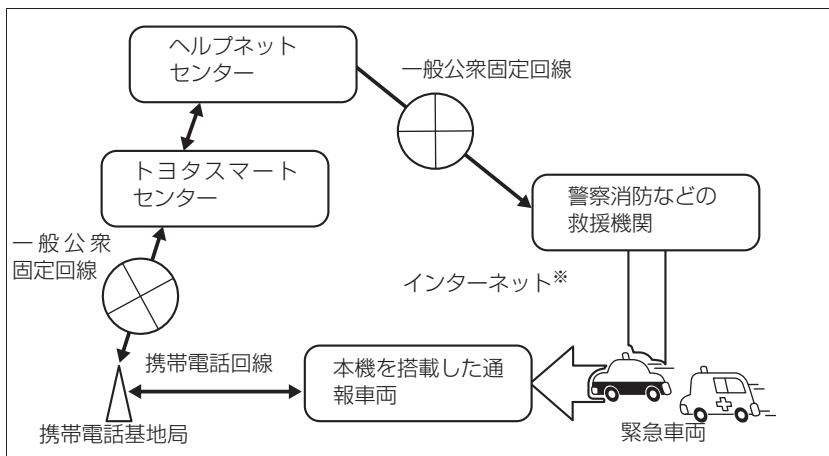 ヘルプネット
センター
一般公衆固定回線
トヨタスマート
センター
警察消防などの
救援機関
一般公衆
固定回線
インターネット※
携帯電話回線
本機を搭載した通
報車両
携帯電話基地局
緊急車両